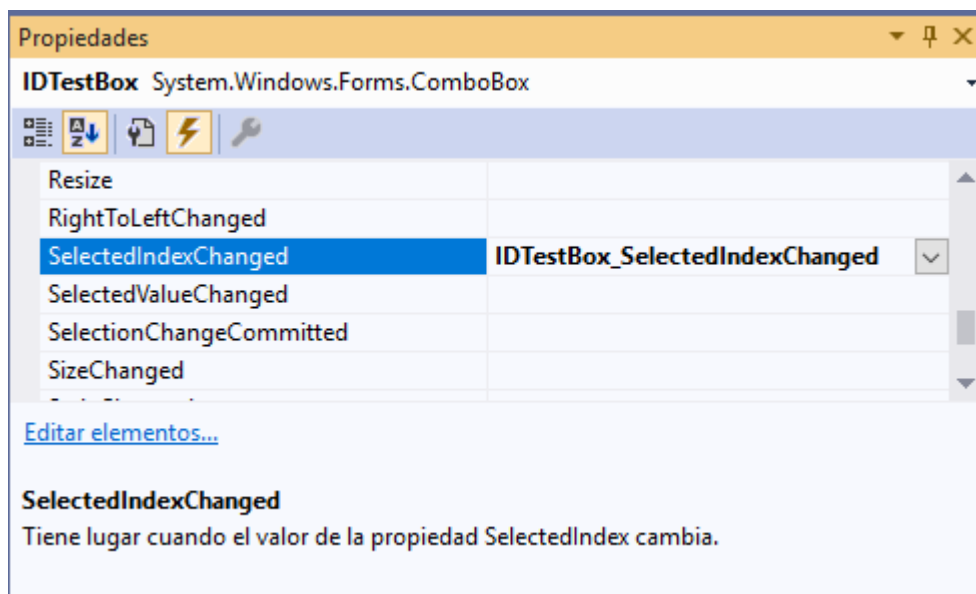 Propiedades
IDTestBox System.Windows.Forms.ComboBox
Resize
RightToLeftChanged
SelectedIndexChanged IDTestBox_SelectedIndexChanged
SelectedValueChanged
SelectionChangeCommitted
SizeChanged
Editar elementos...
SelectedIndexChanged
Tiene lugar cuando el valor de la propiedad SelectedIndex cambia.